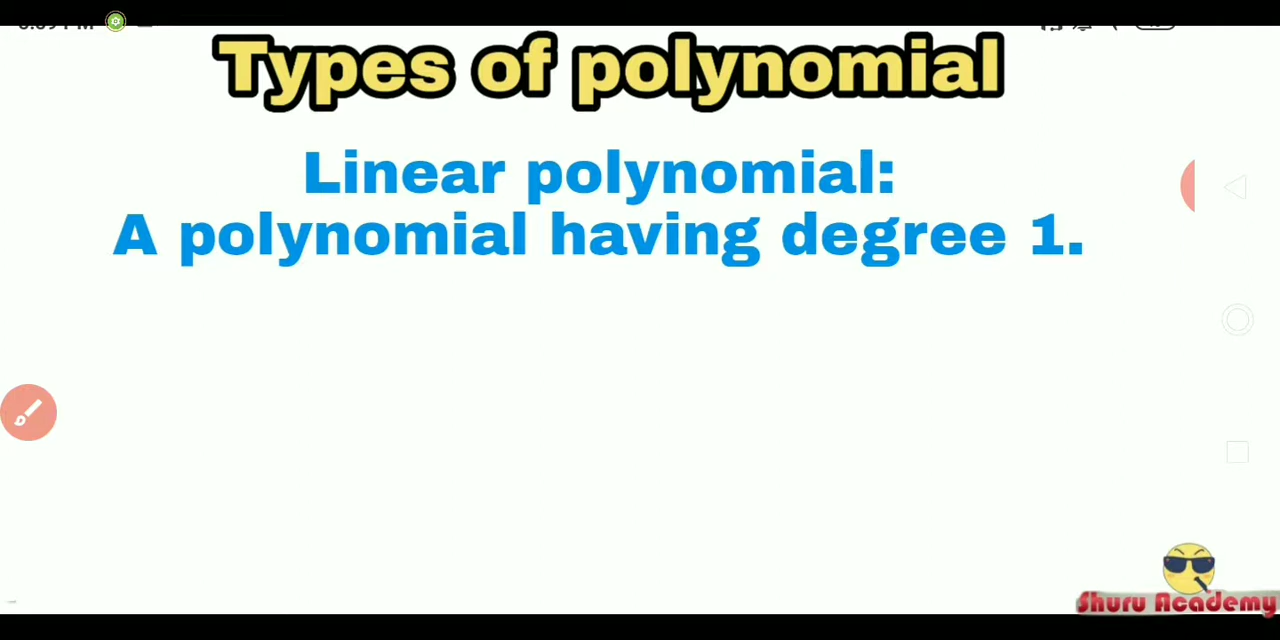 Types of polynomial
Linear polynomial:
A polynomial having degree 1.
Shuru Academy